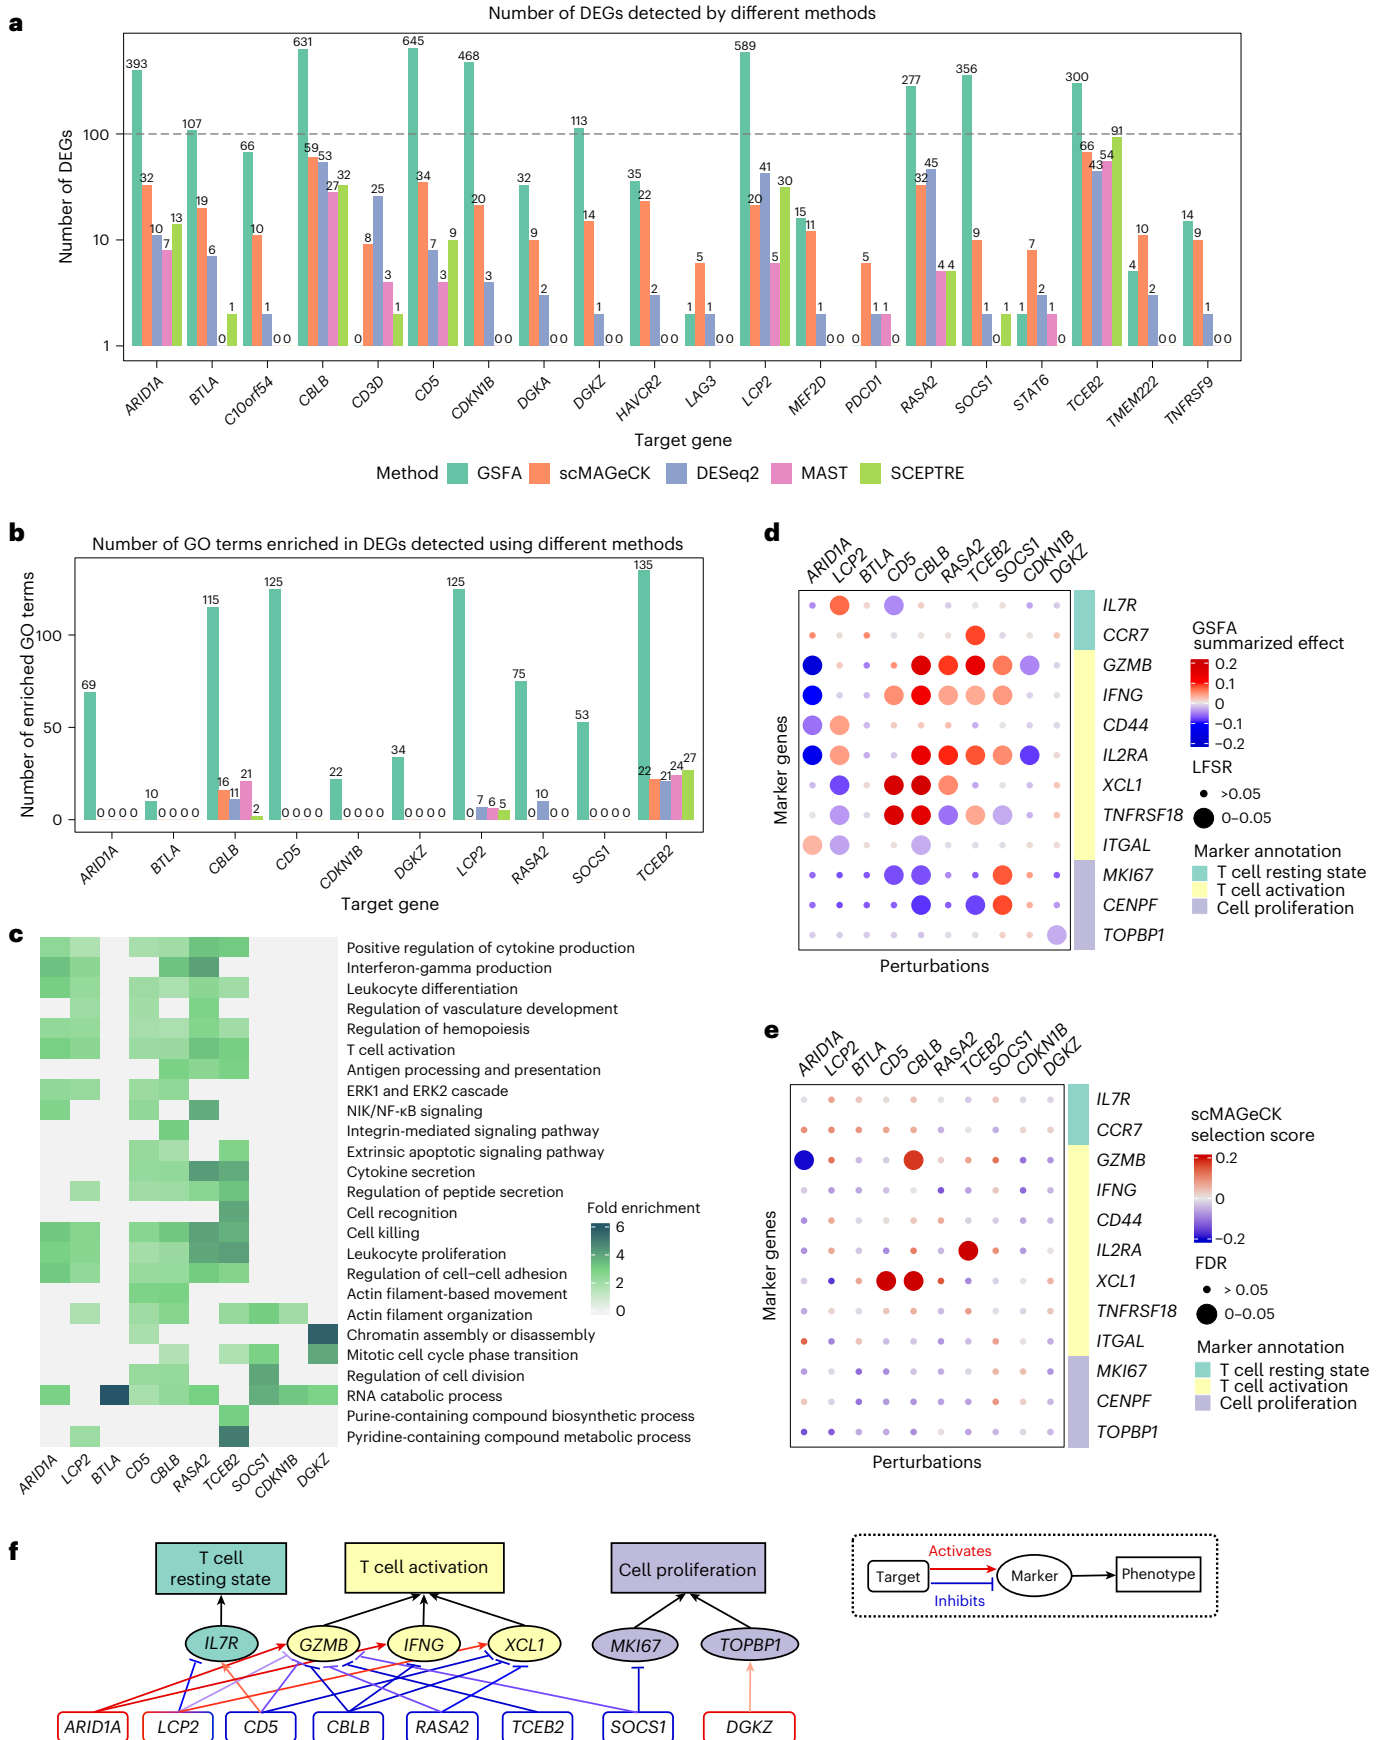 a
Number of DEGs detected by different methods
Number of DEGs
100
10
1
393 32 10 7 13
107 19 6 0 1
66 10 1 0 0
631 59 53 27 32
0 8 25 3 1
645 34 7 3 9
468 20 3 0 0
32 9 2 0 0
113 14 1 0 0
35 22 2 0 0
1 5 1 0 0
589 20 41 5 30
15 11 1 0 0
0 5 1 1 0
277 32 45 4 4
356 9 1 0 1
1 7 2 1 0
300 66 43 54 91
4 10 2 0 0
14 9 1 0 0
ARID1A BTLA C10orf54 CBLB CD3D CD5 CDKN1B DGKA DGKZ HAVCR2 LAG3 LCP2 MEF2D PDCD1 RASA2 SOCS1 STAT6 TCEB2 TMEM222 TNFRSF9
Target gene
Method GSFA scMAGeCK DESeq2 MAST SCEPTRE
b
Number of GO terms enriched in DEGs detected using different methods
Number of enriched GO terms
100
50
0
69 0 0 0 0
10 0 0 0 0
115 16 11 21 2
125 0 0 0 0
22 0 0 0 0
34 0 0 0 0
125 0 7 6 5
75 0 10 0 0
53 0 0 0 0
135 22 21 24 27
ARID1A BTLA CBLB CD5 CDKN1B DGKZ LCP2 RASA2 SOCS1 TCEB2
Target gene
c
Positive regulation of cytokine production
Interferon-gamma production
Leukocyte differentiation
Regulation of vasculature development
Regulation of hemopoiesis
T cell activation
Antigen processing and presentation
ERK1 and ERK2 cascade
NIK/NF-κB signaling
Integrin-mediated signaling pathway
Extrinsic apoptotic signaling pathway
Cytokine secretion
Regulation of peptide secretion
Cell recognition
Cell killing
Leukocyte proliferation
Regulation of cell–cell adhesion
Actin filament-based movement
Actin filament organization
Chromatin assembly or disassembly
Mitotic cell cycle phase transition
Regulation of cell division
RNA catabolic process
Purine-containing compound biosynthetic process
Pyridine-containing compound metabolic process
ARID1A LCP2 BTLA CD5 CBLB RASA2 TCEB2 SOCS1 CDKN1B DGKZ
Fold enrichment
6
4
2
0
d
ARID1A LCP2 BTLA CD5 CBLB RASA2 TCEB2 SOCS1 CDKN1B DGKZ
Marker genes
IL7R
CCR7
GZMB
IFNG
CD44
IL2RA
XCL1
TNFRSF18
ITGAL
MKI67
CENPF
TOPBP1
Perturbations
GSFA
summarized effect
0.2
0.1
0
−0.1
−0.2
LFSR
>0.05
0–0.05
Marker annotation
T cell resting state
T cell activation
Cell proliferation
e
ARID1A LCP2 BTLA CD5 CBLB RASA2 TCEB2 SOCS1 CDKN1B DGKZ
Marker genes
IL7R
CCR7
GZMB
IFNG
CD44
IL2RA
XCL1
TNFRSF18
ITGAL
MKI67
CENPF
TOPBP1
Perturbations
scMAGeCK
selection score
0.2
0
−0.2
FDR
> 0.05
0–0.05
Marker annotation
T cell resting state
T cell activation
Cell proliferation
f
T cell
resting state
T cell activation
Cell proliferation
IL7R GZMB IFNG XCL1 MKI67 TOPBP1
ARID1A LCP2 CD5 CBLB RASA2 TCEB2 SOCS1 DGKZ
Activates
Target Marker Phenotype
Inhibits